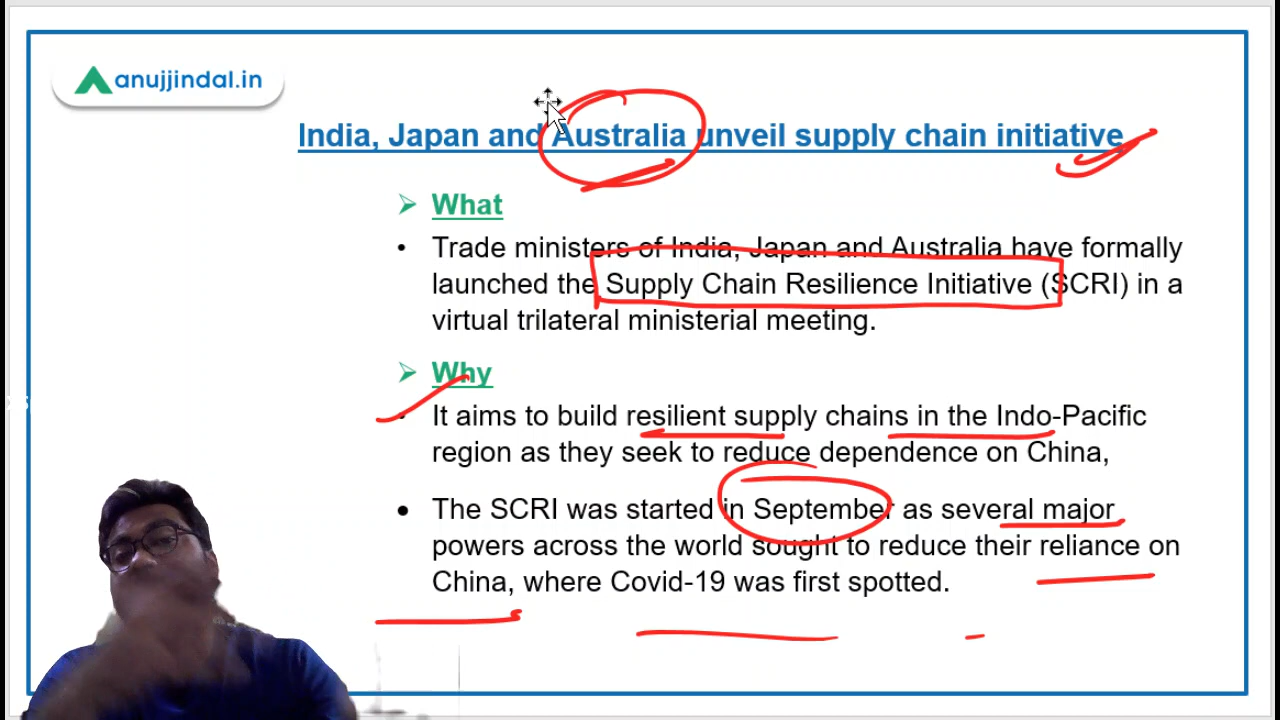 anujjindal.in
India, Japan and Australia unveil supply chain initiative
What
Trade ministers of India, Japan and Australia have formally
launched the Supply Chain Resilience Initiative (SCRI) in a
virtual trilateral ministerial meeting.
Why
It aims to build resilient supply chains in the Indo-Pacific
region as they seek to reduce dependence on China,
The SCRI was started in September as several major
powers across the world sought to reduce their reliance on
China, where Covid-19 was first spotted.